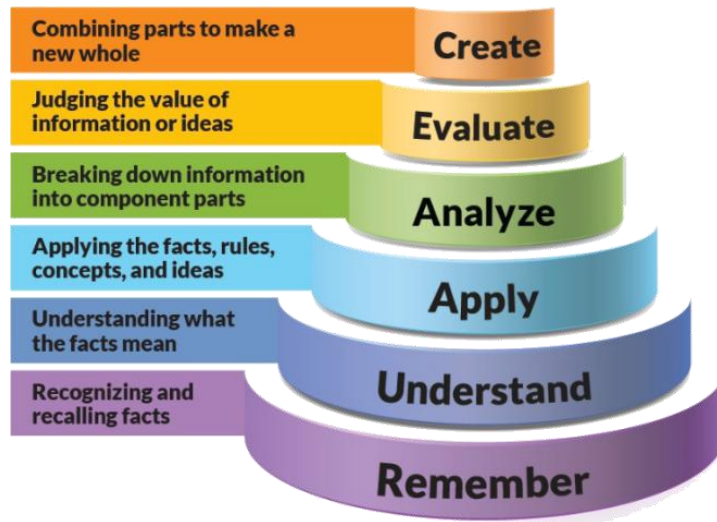 Combining parts to make a
new whole
Create
Judging the value of
information or ideas
Evaluate
Breaking down information
into component parts
Analyze
Applying the facts, rules,
concepts, and ideas
Apply
Understanding what
the facts mean
Understand
Recognizing and
recalling facts
Remember